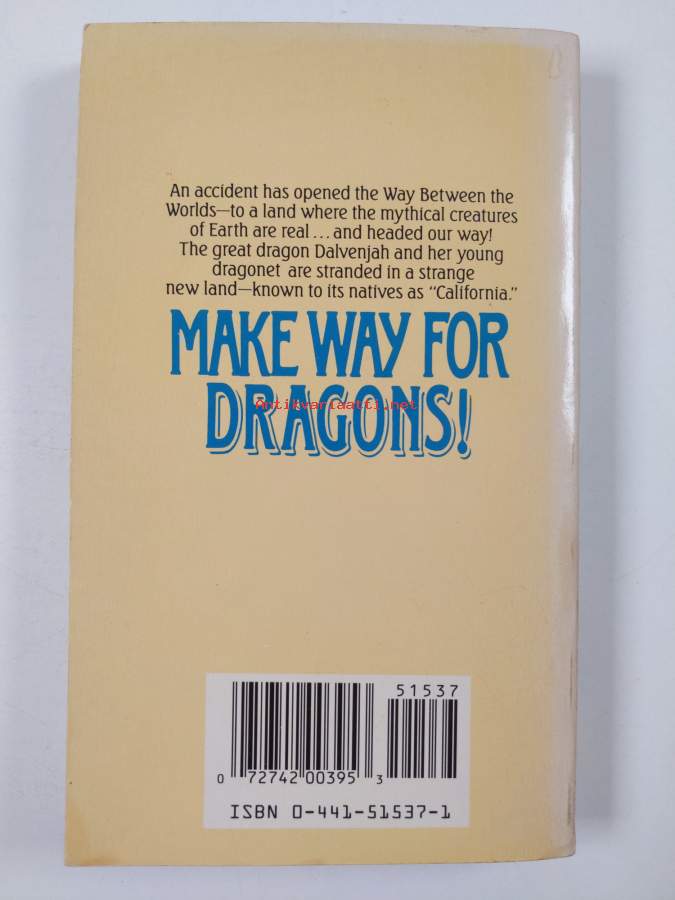 An accident has opened the Way Between the
Worlds—to a land where the mythical creatures
of Earth are real...and headed our way!
The great dragon Dalvenjah and her young
dragonet are stranded in a strange
new land—known to its natives as “California.”
MAKE WAY FOR
DRAGONS!
Antikvariaatti.net
51537
0 72742 00395 3
ISBN 0-441-51537-1